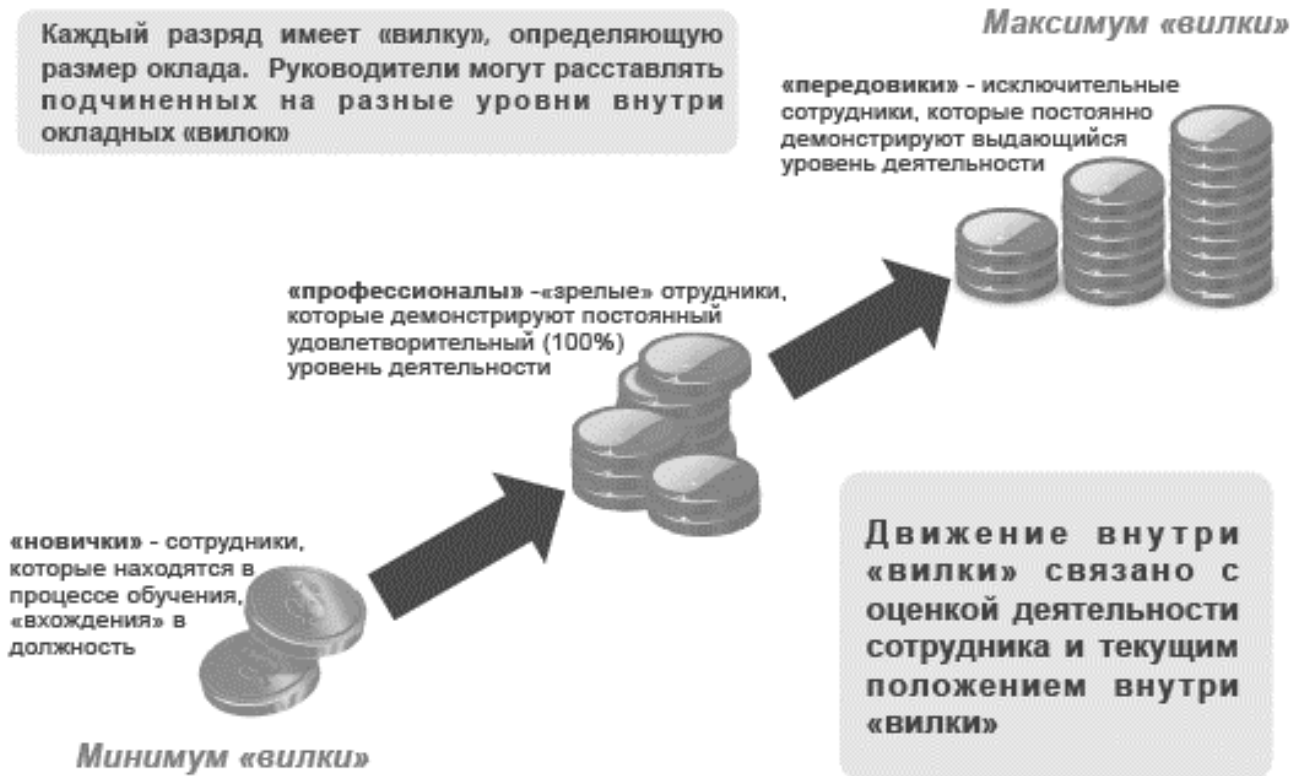 Каждый разряд имеет «вилку», определяющую
размер оклада. Руководители могут расставлять
подчиненных на разные уровни внутри
окладных «вилок»
Максимум «вилки»
«передовики» - исключительные
сотрудники, которые постоянно
демонстрируют выдающийся
уровень деятельности
«профессионалы» -«зрелые» отрудники,
которые демонстрируют постоянный
удовлетворительный (100%)
уровень деятельности
«новички» - сотрудники,
которые находятся в
процессе обучения,
«вхождения» в
должность
Минимум «вилки»
Движение внутри
«вилки» связано с
оценкой деятельности
сотрудника и текущим
положением внутри
«вилки»